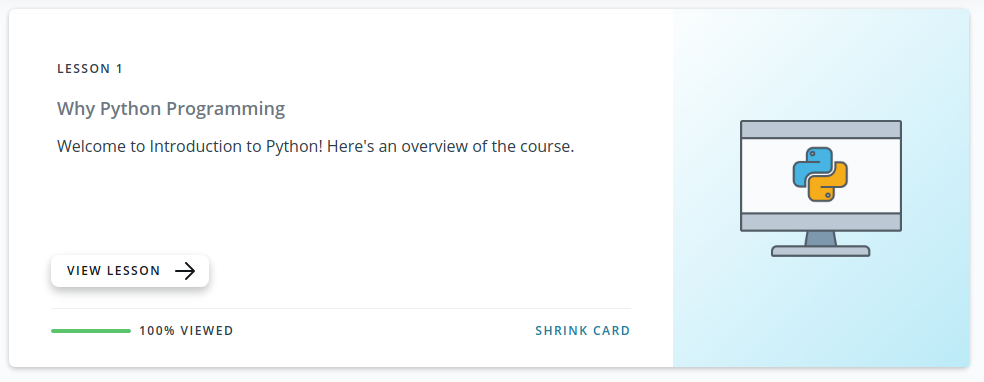 LESSON 1
Why Python Programming
Welcome to Introduction to Python! Here's an overview of the course.
VIEW LESSON
100% VIEWED
SHRINK CARD